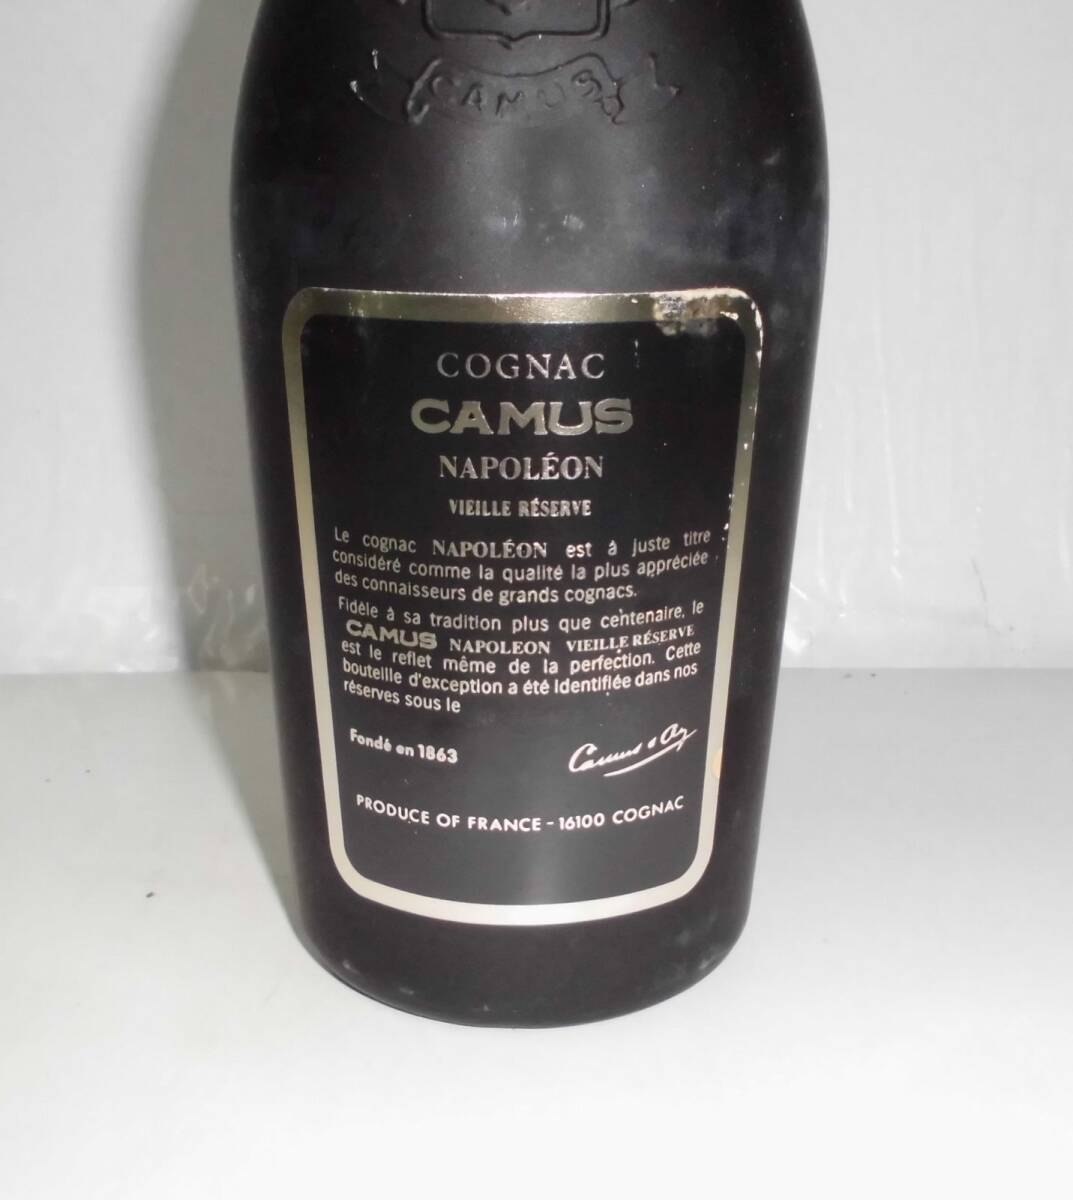 CAMUS
COGNAC
CAMUS
NAPOLÉON
VIEILLE RÉSERVE
Le cognac NAPOLÉON est à juste titre
considéré comme la qualité la plus appréciée
des connaisseurs de grands cognacs.
Fidèle à sa tradition plus que centenaire, le
CAMUS NAPOLEON VIEILLE RÉSERVE
est le reflet même de la perfection. Cette
bouteille d'exception a été identifiée dans nos
réserves sous le
Fondé en 1863
PRODUCE OF FRANCE - 16100 COGNAC